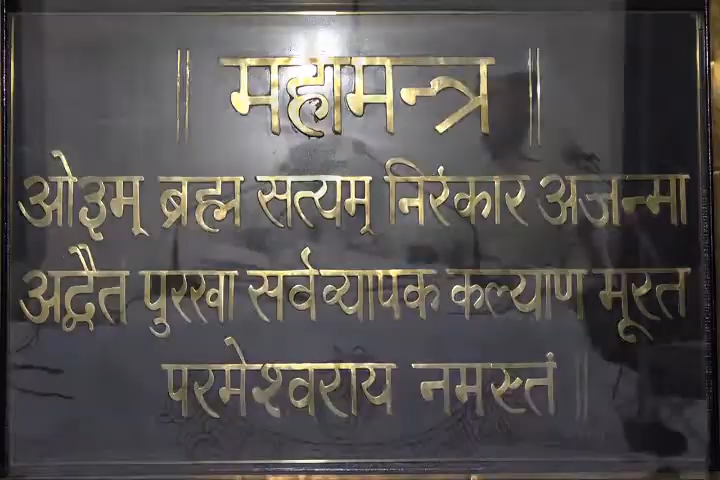 ॥ महामन्त्र ॥
ओ३म् ब्रह्म सत्यम् निरंकार अजन्मा
अद्वैत पुरखा सर्वव्यापक कल्याण मूरत
परमेश्वराय नमस्तं ॥